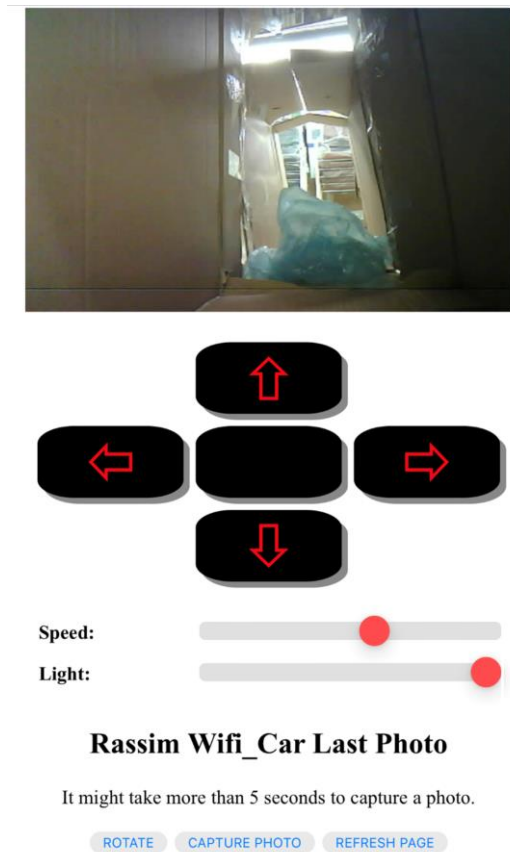 Speed:
Light:
Rassim Wifi_Car Last Photo
It might take more than 5 seconds to capture a photo.
ROTATE CAPTURE PHOTO REFRESH PAGE